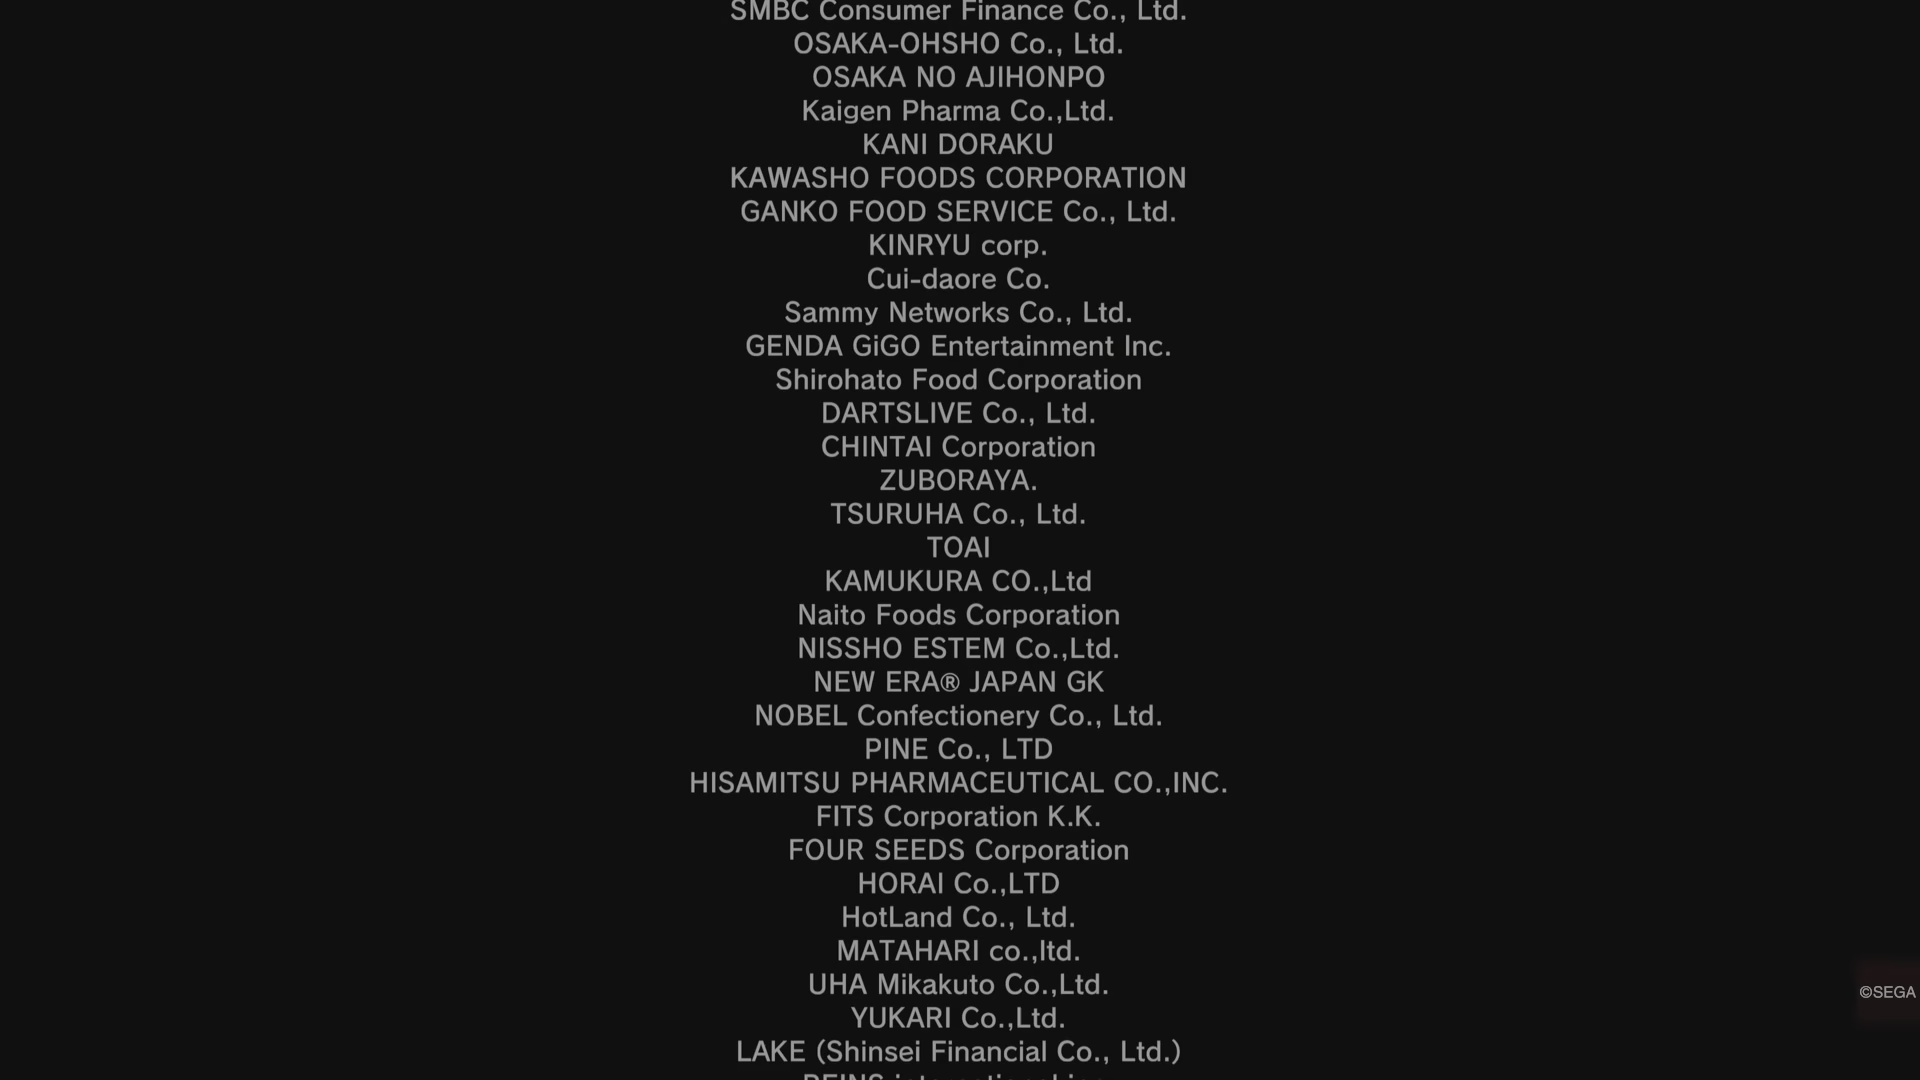 SMBC Consumer Finance Co., Ltd.
OSAKA-OHSHO Co., Ltd.
OSAKA NO AJIHONPO
Kaigen Pharma Co.,Ltd.
KANI DORAKU
KAWASHO FOODS CORPORATION
GANKO FOOD SERVICE Co., Ltd.
KINRYU corp.
Cui-daore Co.
Sammy Networks Co., Ltd.
GENDA GiGO Entertainment Inc.
Shirohato Food Corporation
DARTSLIVE Co., Ltd.
CHINTAI Corporation
ZUBORAYA.
TSURUHA Co., Ltd.
TOAI
KAMUKURA CO.,Ltd
Naito Foods Corporation
NISSHO ESTEM Co.,Ltd.
NEW ERA® JAPAN GK
NOBEL Confectionery Co., Ltd.
PINE Co., LTD
HISAMITSU PHARMACEUTICAL CO.,INC.
FITS Corporation K.K.
FOUR SEEDS Corporation
HORAI Co.,LTD
HotLand Co., Ltd.
MATAHARI co.,ltd.
UHA Mikakuto Co.,Ltd.
©SEGA
YUKARI Co.,Ltd.
LAKE (Shinsei Financial Co., Ltd.)